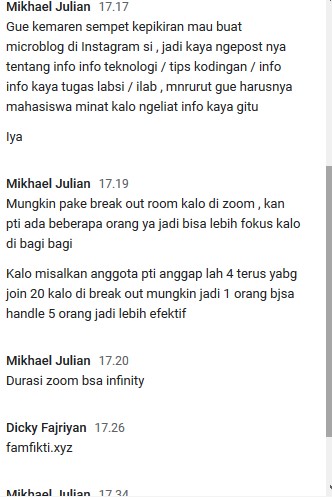 Mikhael Julian 17.17
Gue kemaren sempet kepikiran mau buat
microblog di Instagram si , jadi kaya ngepost nya
tentang info info teknologi / tips kodingan / info
info kaya tugas labsi / ilab , mnrurut gue harusnya
mahasiswa minat kalo ngeliat info kaya gitu
Iya
Mikhael Julian 17.19
Mungkin pake break out room kalo di zoom , kan
pti ada beberapa orang ya jadi bisa lebih fokus kalo
di bagi bagi
Kalo misalkan anggota pti anggap lah 4 terus yabg
join 20 kalo di break out mungkin jadi 1 orang bjsa
handle 5 orang jadi lebih efektif
Mikhael Julian 17.20
Durasi zoom bsa infinity
Dicky Fajriyan 17.26
famfikti.xyz
Mikhael Julian 17.34